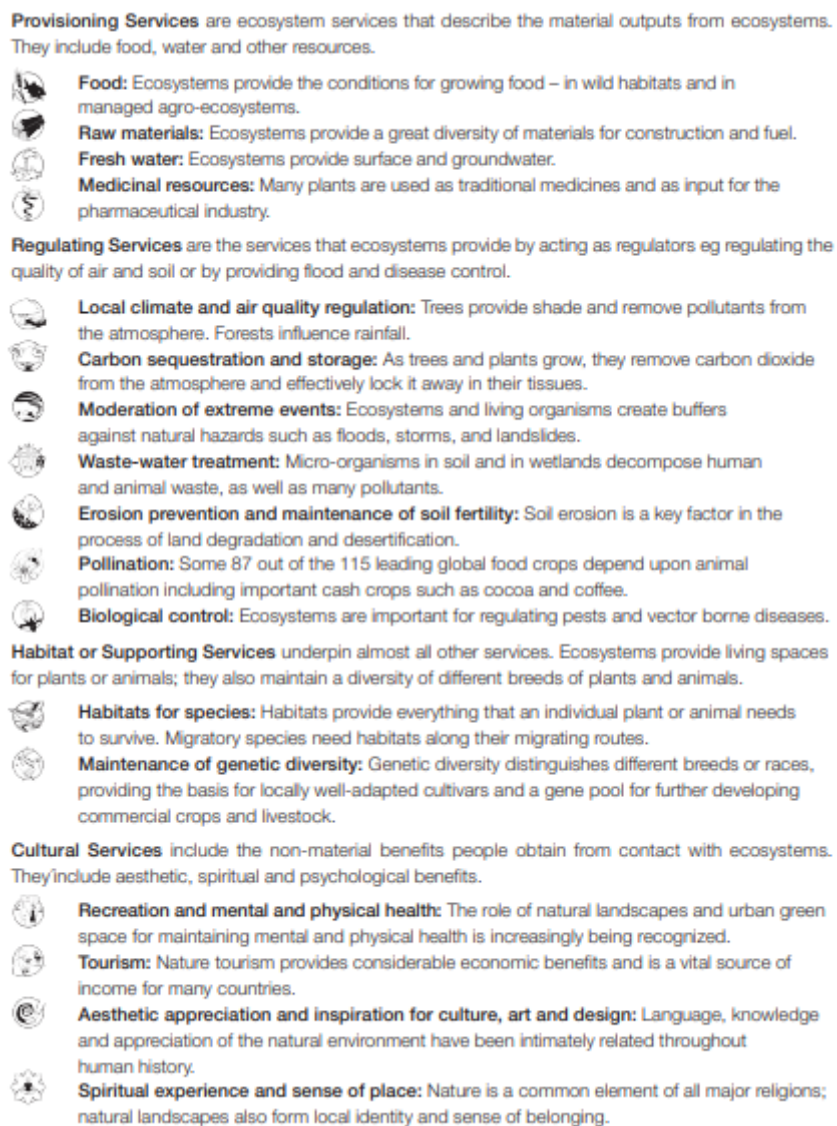 Provisioning Services are ecosystem services that describe the material outputs from ecosystems.
They include food, water and other resources.
Food: Ecosystems provide the conditions for growing food – in wild habitats and in
managed agro-ecosystems.
Raw materials: Ecosystems provide a great diversity of materials for construction and fuel.
Fresh water: Ecosystems provide surface and groundwater.
Medicinal resources: Many plants are used as traditional medicines and as input for the
pharmaceutical industry.
Regulating Services are the services that ecosystems provide by acting as regulators eg regulating the
quality of air and soil or by providing flood and disease control.
Local climate and air quality regulation: Trees provide shade and remove pollutants from
the atmosphere. Forests influence rainfall.
Carbon sequestration and storage: As trees and plants grow, they remove carbon dioxide
from the atmosphere and effectively lock it away in their tissues.
Moderation of extreme events: Ecosystems and living organisms create buffers
against natural hazards such as floods, storms, and landslides.
Waste-water treatment: Micro-organisms in soil and in wetlands decompose human
and animal waste, as well as many pollutants.
Erosion prevention and maintenance of soil fertility: Soil erosion is a key factor in the
process of land degradation and desertification.
Pollination: Some 87 out of the 115 leading global food crops depend upon animal
pollination including important cash crops such as cocoa and coffee.
Biological control: Ecosystems are important for regulating pests and vector borne diseases.
Habitat or Supporting Services underpin almost all other services. Ecosystems provide living spaces
for plants or animals; they also maintain a diversity of different breeds of plants and animals.
Habitats for species: Habitats provide everything that an individual plant or animal needs
to survive. Migratory species need habitats along their migrating routes.
Maintenance of genetic diversity: Genetic diversity distinguishes different breeds or races,
providing the basis for locally well-adapted cultivars and a gene pool for further developing
commercial crops and livestock.
Cultural Services include the non-material benefits people obtain from contact with ecosystems.
They´include aesthetic, spiritual and psychological benefits.
Recreation and mental and physical health: The role of natural landscapes and urban green
space for maintaining mental and physical health is increasingly being recognized.
Tourism: Nature tourism provides considerable economic benefits and is a vital source of
income for many countries.
Aesthetic appreciation and inspiration for culture, art and design: Language, knowledge
and appreciation of the natural environment have been intimately related throughout
human history.
Spiritual experience and sense of place: Nature is a common element of all major religions;
natural landscapes also form local identity and sense of belonging.